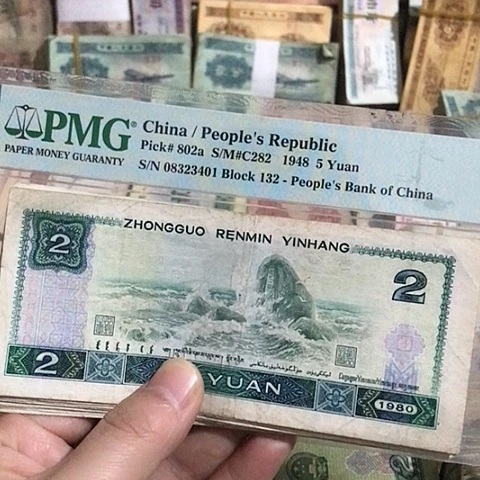 PMG®
PAPER MONEY GUARANTY
China / People's Republic
Pick# 802a S/M#C282 1948 5 Yuan
S/N 08323401 Block 132 - People's Bank of China
ZHONGGUO RENMIN YINHANG
2
2
2
YUAN
1980